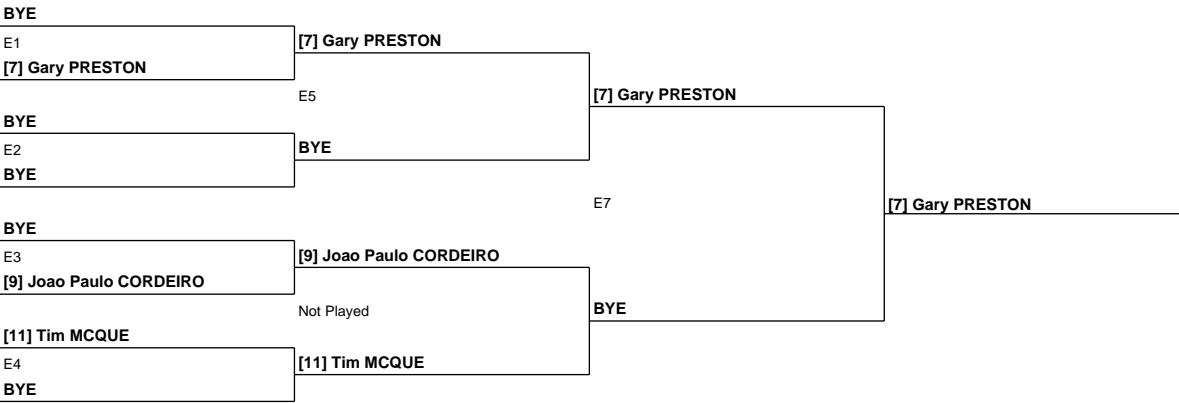 BYE
E1
[7] Gary PRESTON
[7] Gary PRESTON
E5
[7] Gary PRESTON
BYE
E2
BYE
BYE
E7
[7] Gary PRESTON
BYE
E3
[9] Joao Paulo CORDEIRO
[9] Joao Paulo CORDEIRO
Not Played
BYE
[11] Tim MCQUE
E4
[11] Tim MCQUE
BYE